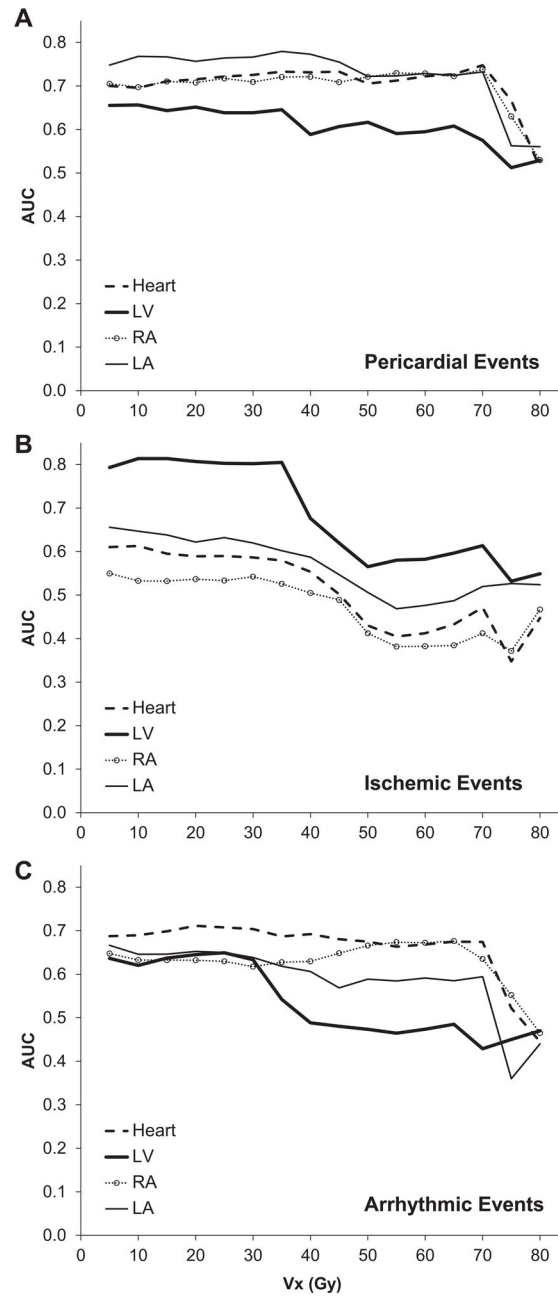 A
0.8
0.7
0.6
0.5
0.4
0.3
0.2
0.1
0.0
AUC
Heart
LV
RA
LA
Pericardial Events
0 10 20 30 40 50 60 70 80
B
0.8
0.7
0.6
0.5
0.4
0.3
0.2
0.1
0.0
AUC
Heart
LV
RA
LA
Ischemic Events
0 10 20 30 40 50 60 70 80
C
0.8
0.7
0.6
0.5
0.4
0.3
0.2
0.1
0.0
AUC
Heart
LV
RA
LA
Arrhythmic Events
0 10 20 30 40 50 60 70 80
Vx (Gy)